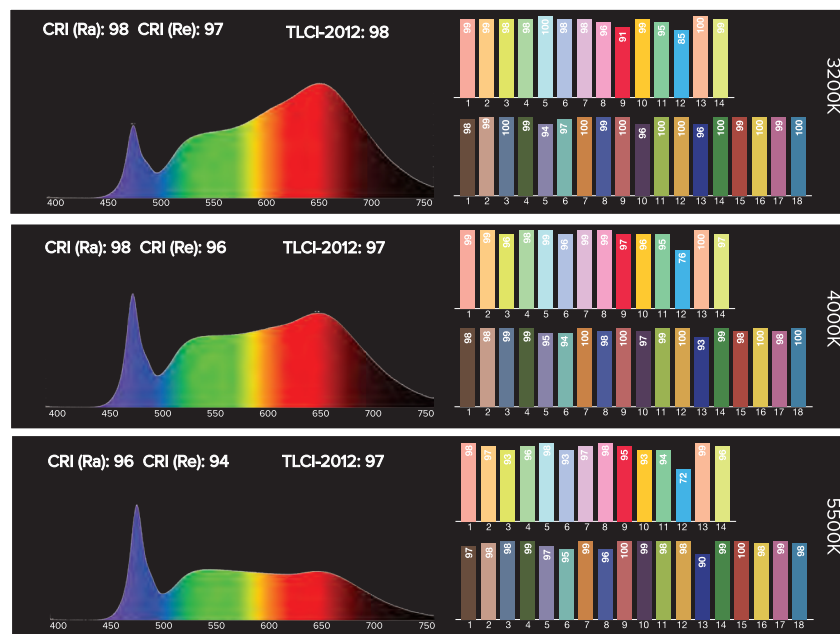 CRI (Ra): 98 CRI (Re): 97 TLCI-2012: 98
99 99 98 98 100 98 98 96 91 99 95 85 100 99
1 2 3 4 5 6 7 8 9 10 11 12 13 14
98 99 100 99 94 97 100 99 100 96 100 100 96 100 99 100 99 100
1 2 3 4 5 6 7 8 9 10 11 12 13 14 15 16 17 18
400 450 500 550 600 650 700 750
3200K
CRI (Ra): 98 CRI (Re): 96 TLCI-2012: 97
99 99 96 98 99 96 99 99 97 96 95 76 100 97
1 2 3 4 5 6 7 8 9 10 11 12 13 14
98 98 99 99 95 94 100 98 100 97 99 100 93 99 98 100 98 100
1 2 3 4 5 6 7 8 9 10 11 12 13 14 15 16 17 18
400 450 500 550 600 650 700 750
4000K
CRI (Ra): 96 CRI (Re): 94 TLCI-2012: 97
98 97 93 96 98 93 97 98 95 93 94 72 99 96
1 2 3 4 5 6 7 8 9 10 11 12 13 14
97 98 98 99 97 95 99 96 100 99 98 98 90 99 100 98 99 98
1 2 3 4 5 6 7 8 9 10 11 12 13 14 15 16 17 18
400 450 500 550 600 650 700 750
5500K